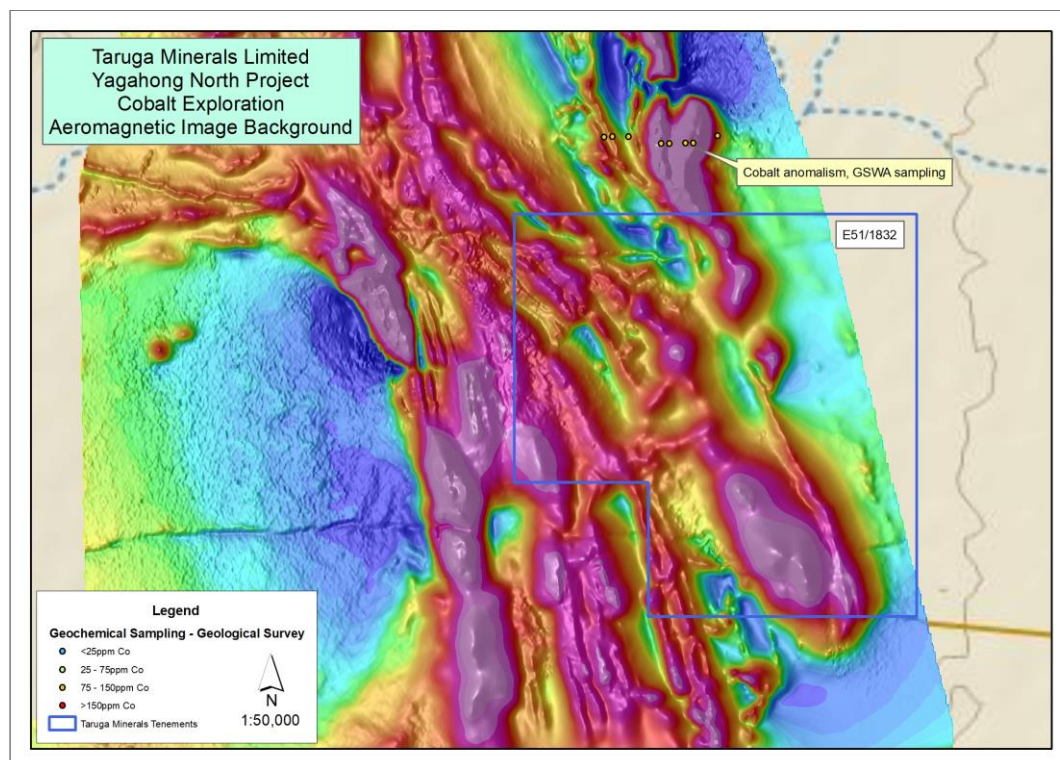 Taruga Minerals Limited
Yagahong North Project
Cobalt Exploration
Aeromagnetic Image Background
Cobalt anomalism, GSWA sampling
E51/1832
Legend
Geochemical Sampling - Geological Survey
<25ppm Co
25 - 75ppm Co
75 - 150ppm Co
>150ppm Co
Taruga Minerals Tenements
N
1:50,000